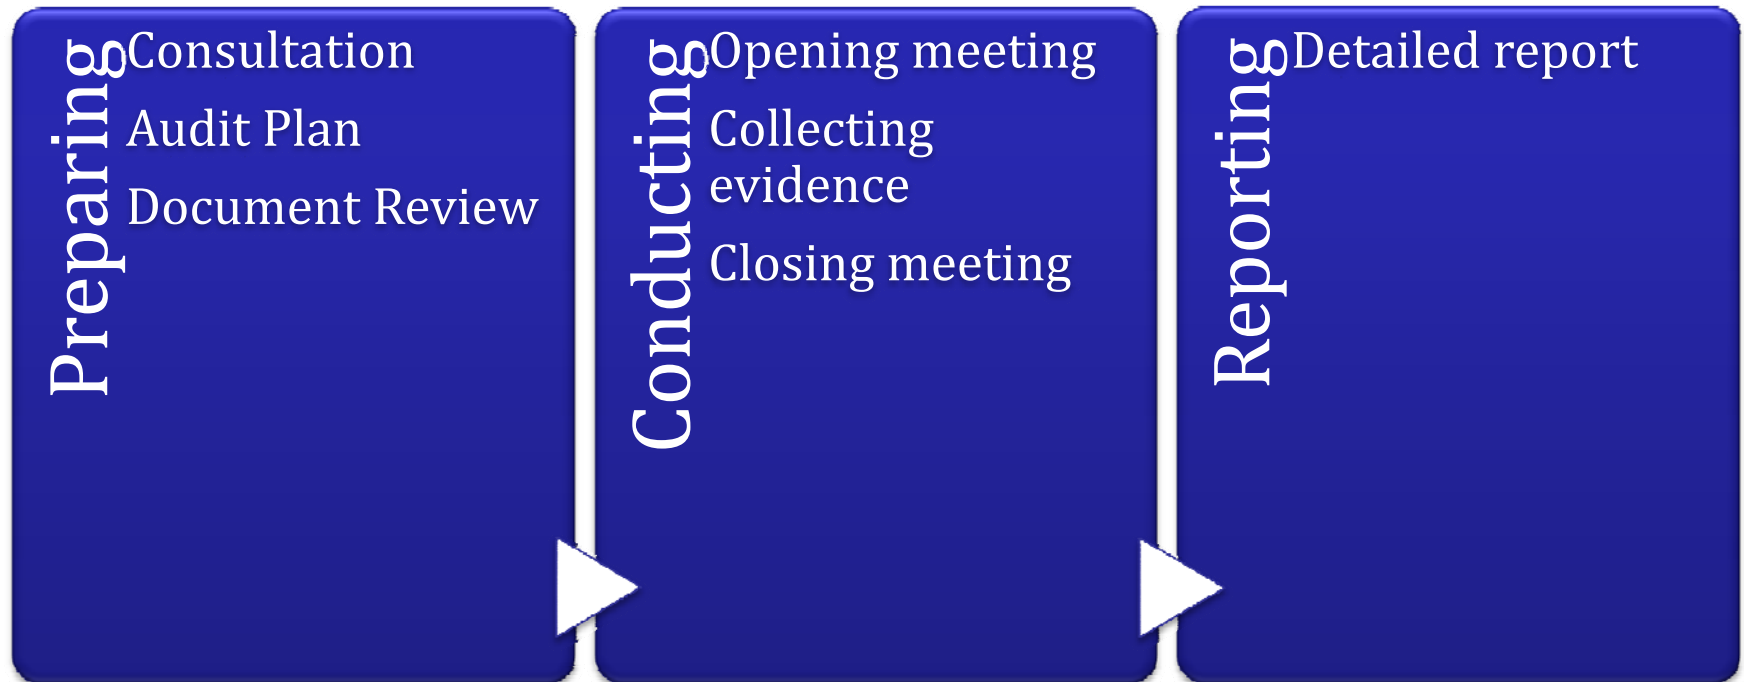 Preparing
Consultation
Audit Plan
Document Review
Conducting
Opening meeting
Collecting
evidence
Closing meeting
Reporting
Detailed report